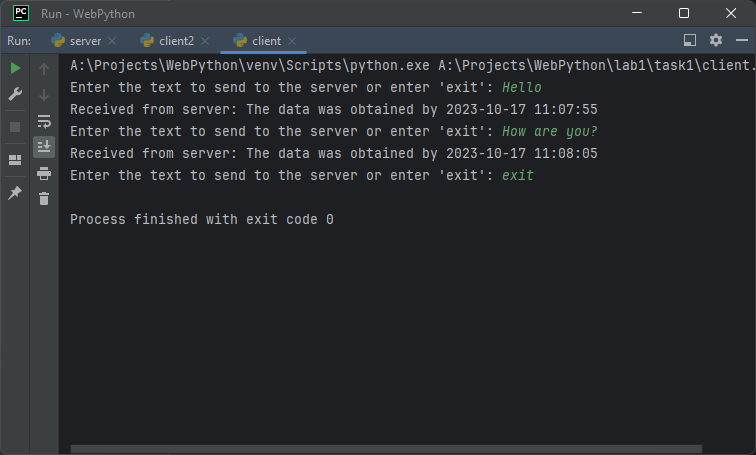 PC Run - WebPython
Run: server client2 client
A:\Projects\WebPython\venv\Scripts\python.exe A:\Projects\WebPython\lab1\task1\client.
Enter the text to send to the server or enter 'exit': Hello
Received from server: The data was obtained by 2023-10-17 11:07:55
Enter the text to send to the server or enter 'exit': How are you?
Received from server: The data was obtained by 2023-10-17 11:08:05
Enter the text to send to the server or enter 'exit': exit
Process finished with exit code 0